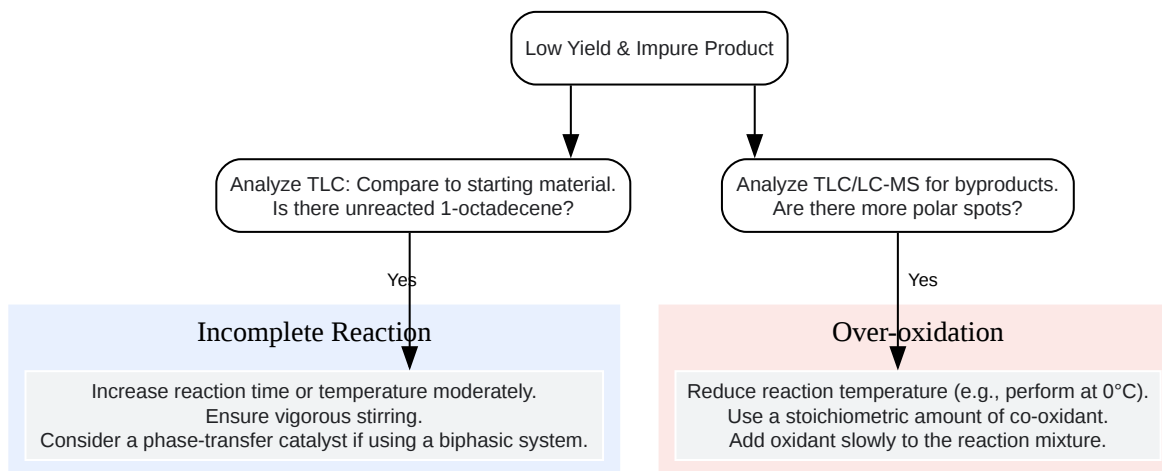 Low Yield & Impure Product
Analyze TLC: Compare to starting material.
Is there unreacted 1-octadecene?
Analyze TLC/LC-MS for byproducts.
Are there more polar spots?
Yes
Yes
Incomplete Reaction
Over-oxidation
Increase reaction time or temperature moderately.
Ensure vigorous stirring.
Consider a phase-transfer catalyst if using a biphasic system.
Reduce reaction temperature (e.g., perform at 0°C).
Use a stoichiometric amount of co-oxidant.
Add oxidant slowly to the reaction mixture.